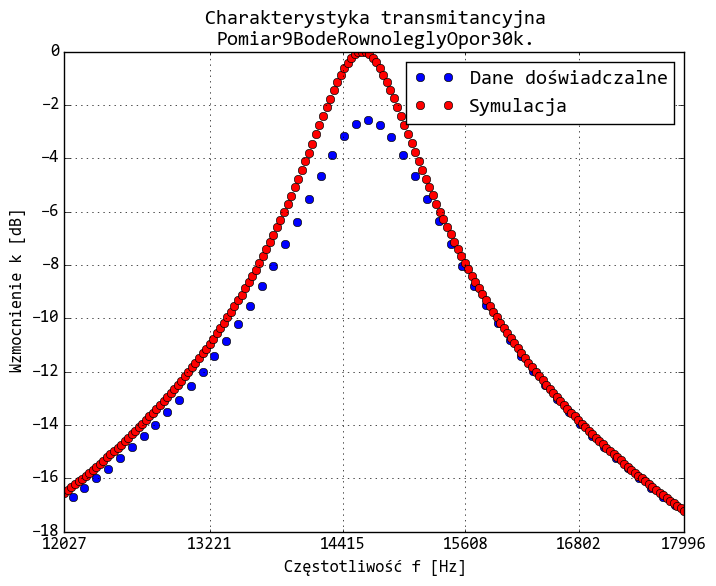 Charakterystyka transmitancyjna
Pomiar9BodeRownoleglyOpor30k.
Dane doświadczalne
Symulacja
Wzmocnienie k [dB]
0
−2
−4
−6
−8
−10
−12
−14
−16
−18
12027 13221 14415 15608 16802 17996
Częstotliwość f [Hz]